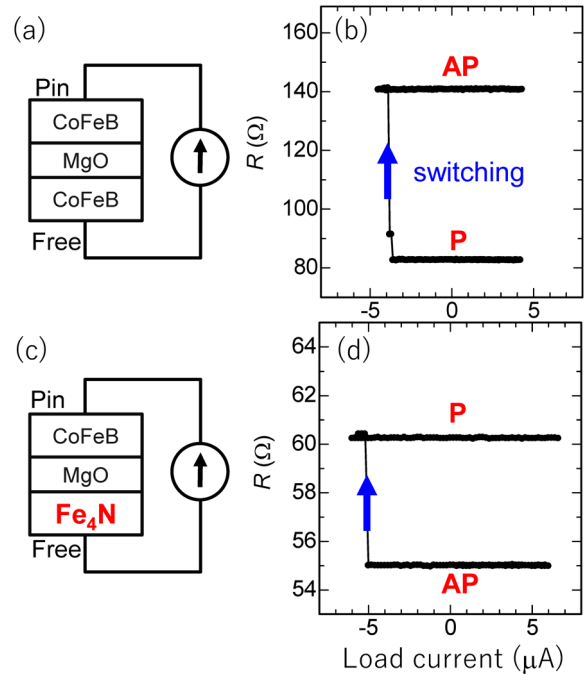 (a)
Pin
CoFeB
MgO
CoFeB
Free
(b)
160
140
120
100
80
R (Ω)
AP
switching
P
-5
0
5
(c)
Pin
CoFeB
MgO
Fe₄N
Free
(d)
64
62
60
58
56
54
R (Ω)
P
AP
-5
0
5
Load current (μA)